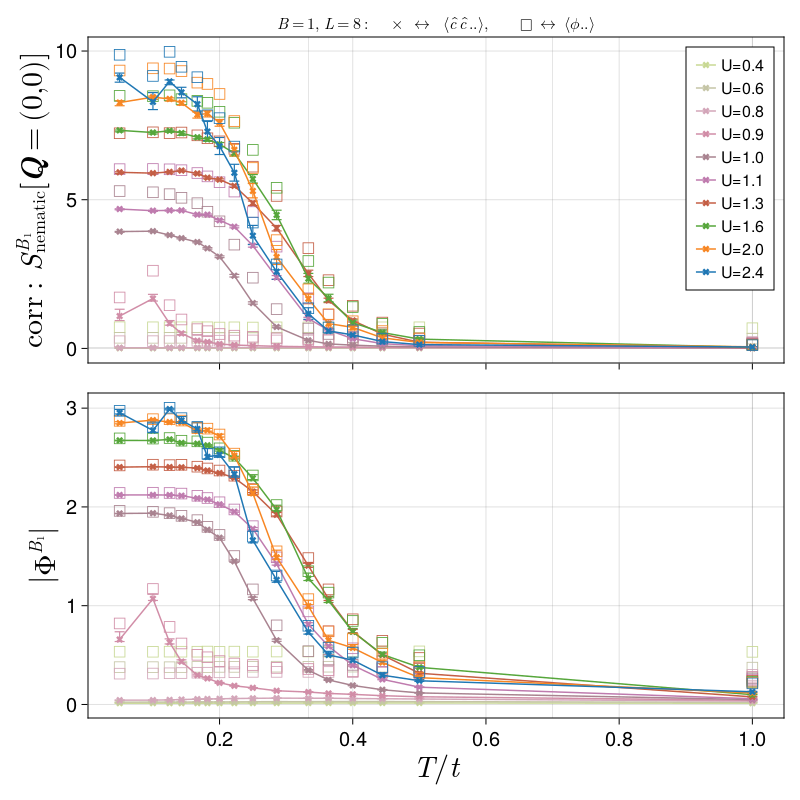 B = 1, L = 8 : × ↔ ⟨ĉ ĉ ..⟩, □ ↔ ⟨ϕ..⟩
corr : S^{B_1}_{nematic}[Q = (0,0)]
10
5
0
U=0.4
U=0.6
U=0.8
U=0.9
U=1.0
U=1.1
U=1.3
U=1.6
U=2.0
U=2.4
|Φ^{B_1}|
3
2
1
0
0.2 0.4 0.6 0.8 1.0
T/t